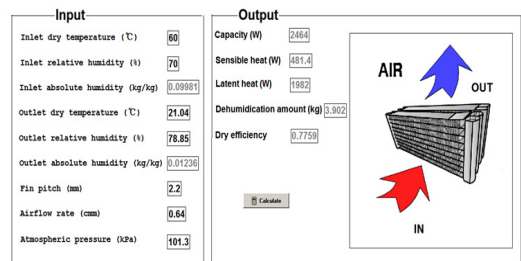 Input
Inlet dry temperature (℃) 60
Inlet relative humidity (%) 70
Inlet absolute humidity (kg/kg) 0.09981
Outlet dry temperature (℃) 21.04
Outlet relative humidity (%) 78.85
Outlet absolute humidity (kg/kg) 0.01236
Fin pitch (mm) 2.2
Airflow rate (cmm) 0.64
Atmospheric pressure (kPa) 101.3
Output
Capacity (W) 2464
Sensible heat (W) 481.4
Latent heat (W) 1982
Dehumidication amount (kg) 3.902
Dry efficiency 0.7759
Calculate
AIR
OUT
IN